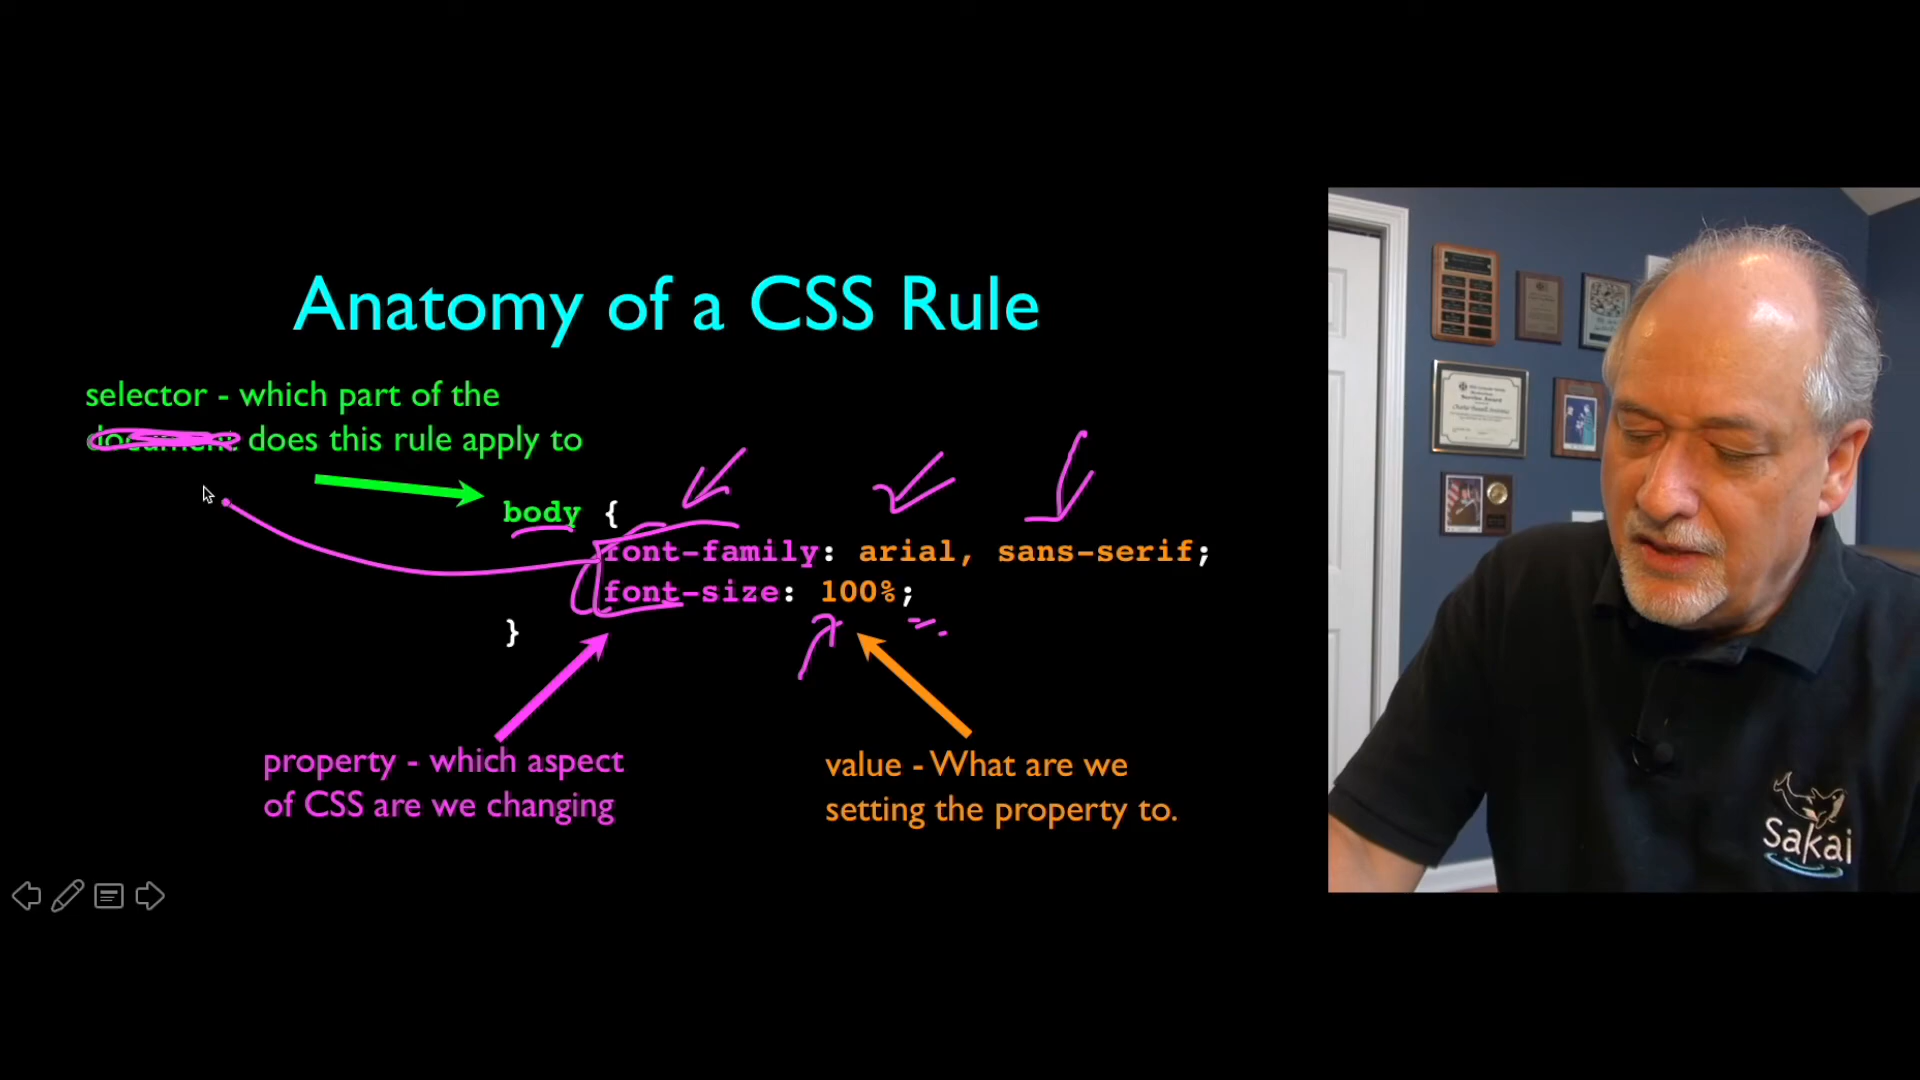 Anatomy of a CSS Rule
selector - which part of the
document does this rule apply to
body {
font-family: arial, sans-serif;
font-size: 100%;
}
property - which aspect
of CSS are we changing
value - What are we
setting the property to.
sakai